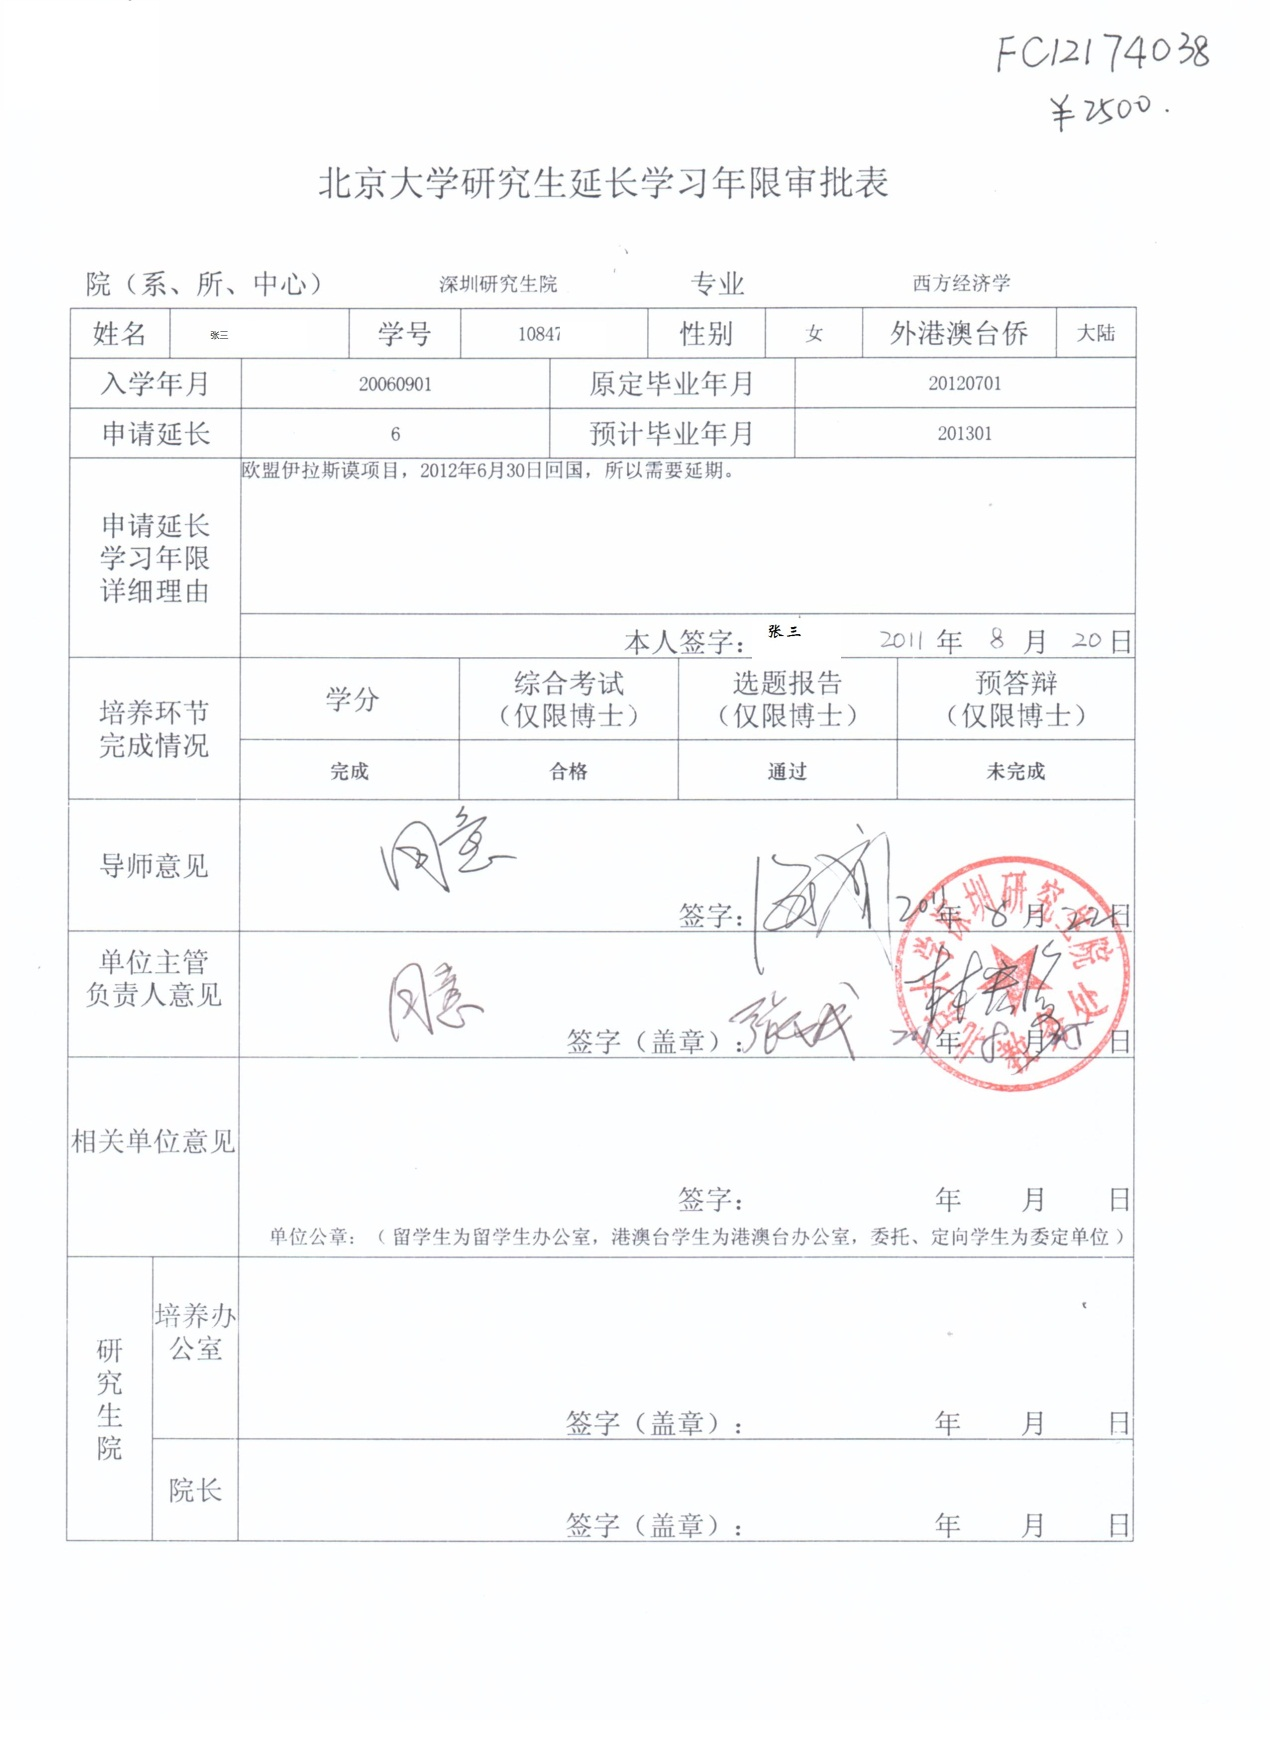 FC12174038
￥2500.
北京大学研究生延长学习年限审批表
院（系、所、中心） 深圳研究生院 专业 西方经济学
姓名 张三 学号 10847 性别 女 外港澳台侨 大陆
入学年月 20060901 原定毕业年月 20120701
申请延长 6 预计毕业年月 201301
申请延长
学习年限
详细理由
欧盟伊拉斯谟项目，2012年6月30日回国，所以需要延期。
本人签字： 张三 2011 年 8 月 20 日
培养环节
完成情况
学分
综合考试
（仅限博士）
选题报告
（仅限博士）
预答辩
（仅限博士）
完成 合格 通过 未完成
导师意见
同意
签字： 2011 年 8 月 22 日
单位主管
负责人意见
同意
签字（盖章）： 年 月 日
相关单位意见
签字： 年 月 日
单位公章：（留学生为留学生办公室，港澳台学生为港澳台办公室，委托、定向学生为委定单位）
研究生院
培养办
公室
签字（盖章）： 年 月 日
院长
签字（盖章）： 年 月 日